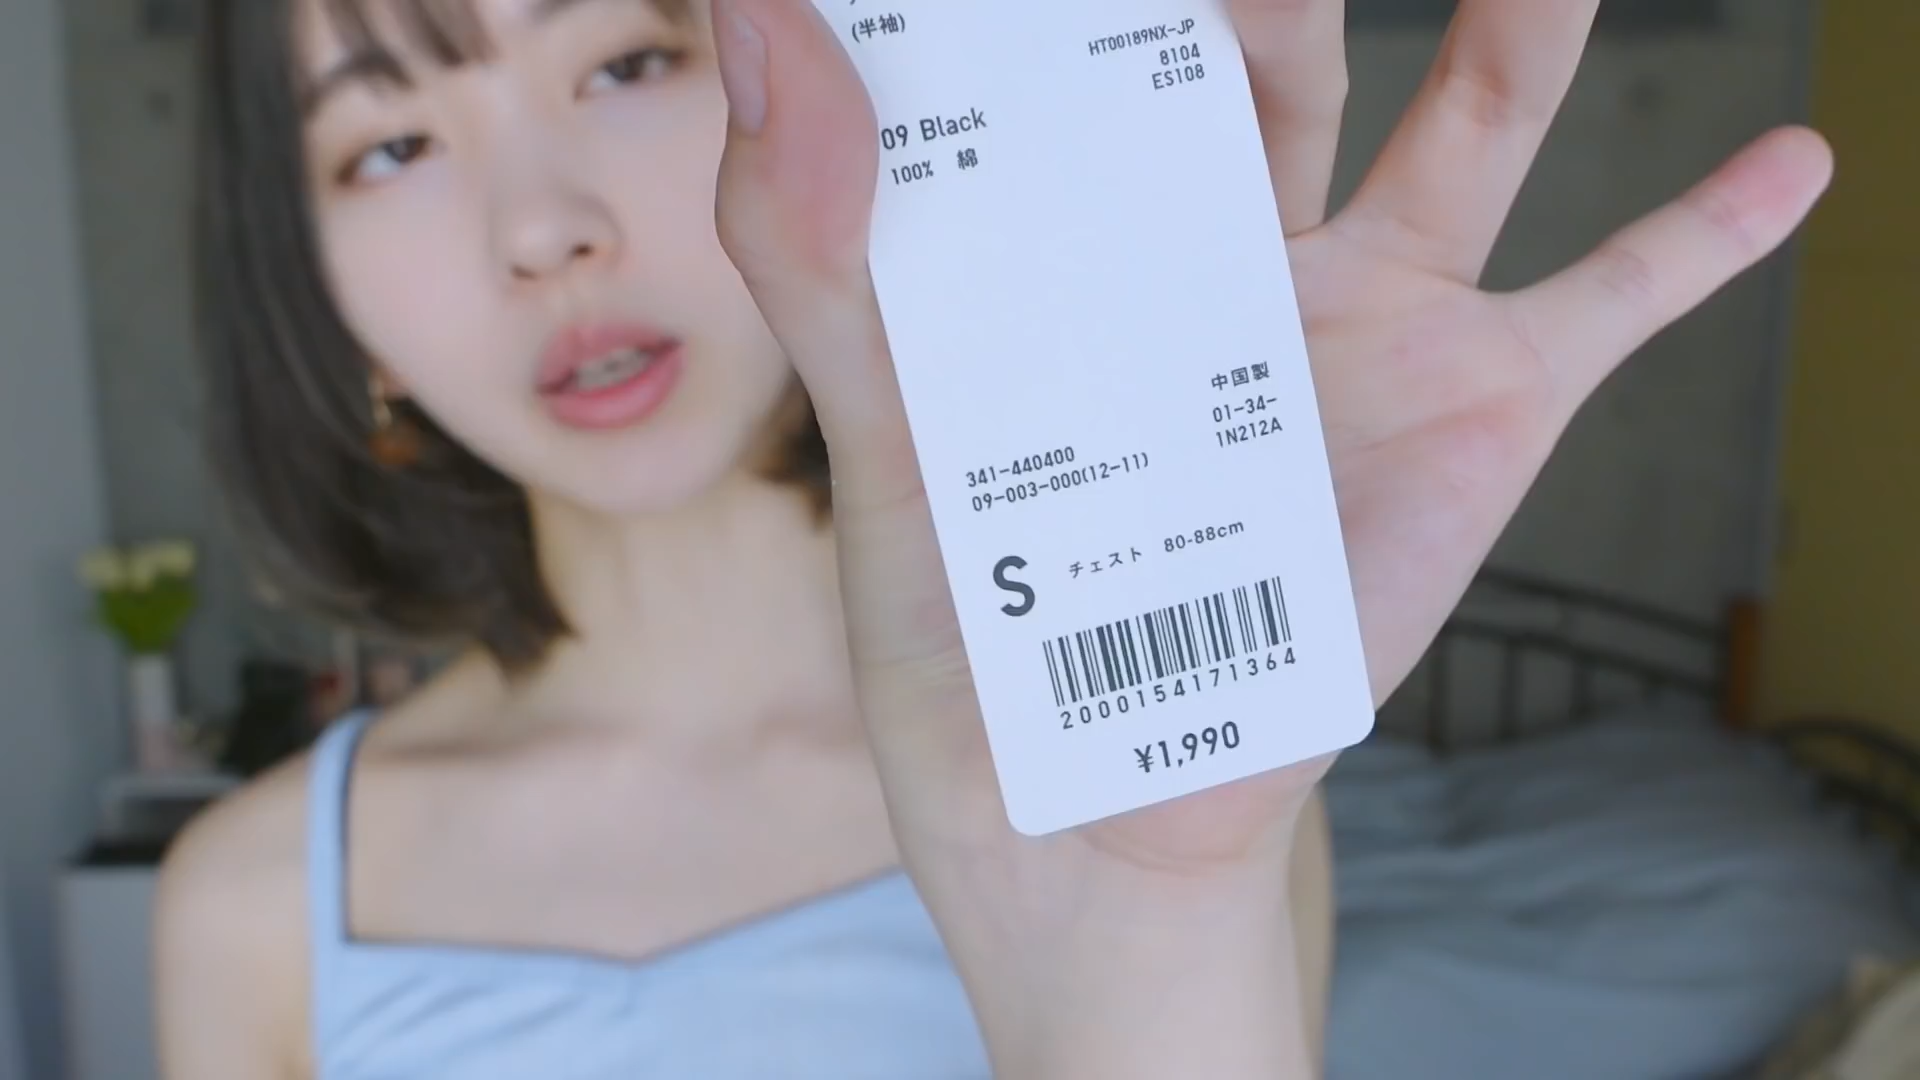 (半袖)
HT00189NX-JP
8104
ES108
09 Black
100% 綿
中国製
01-34-
1N212A
341-440400
09-003-000(12-11)
S チェスト 80-88cm
2000154171364
¥1,990